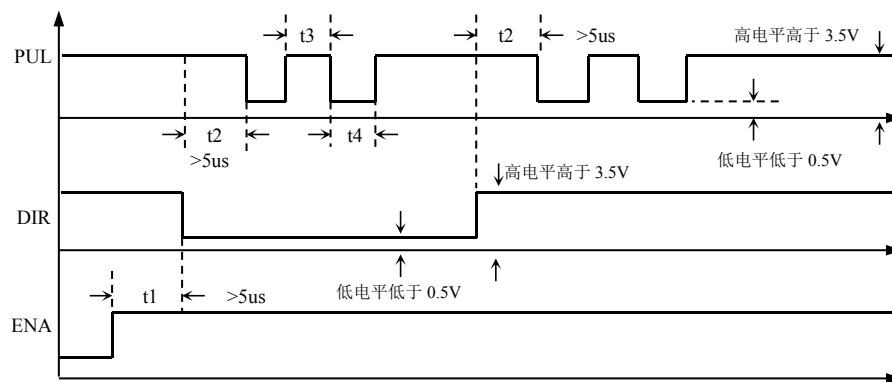 t3
t2
>5us
高电平高于 3.5V
PUL
t2
t4
>5us
低电平低于 0.5V
高电平高于 3.5V
DIR
t1
>5us
低电平低于 0.5V
ENA